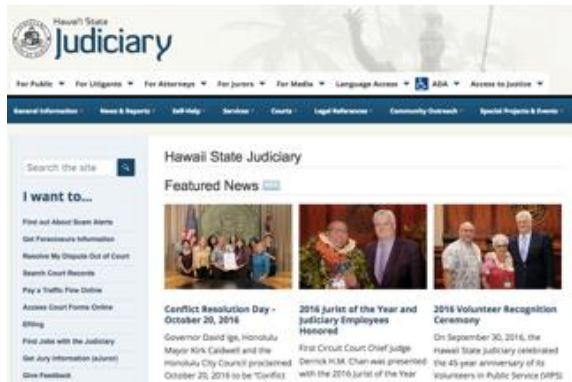 Hawai'i State
Judiciary
For Public For Litigants For Attorneys For Jurors For Media Language Access ADA Access to Justice
General Information News & Reports Self-Help Services Courts Legal References Community Outreach Special Projects & Events
Search the site
I want to...
Find out About Scam Alerts
Get Foreclosure Information
Resolve My Dispute Out of Court
Search Court Records
Pay a Traffic Fine Online
Access Court Forms Online
Efiling
Find Jobs with the Judiciary
Get Jury Information (eJuror)
Give Feedback
Hawaii State Judiciary
Featured News
Conflict Resolution Day -
October 20, 2016
Governor David Ige, Honolulu
Mayor Kirk Caldwell and the
Honolulu City Council proclaimed
October 20, 2016 to be "Conflict
2016 Jurist of the Year and
Judiciary Employees
Honored
First Circuit Court Chief Judge
Derrick H.M. Chan was presented
with the 2016 Jurist of the Year
2016 Volunteer Recognition
Ceremony
On September 30, 2016, the
Hawaii State Judiciary celebrated
the 45-year anniversary of its
Volunteers in Public Service (VIPS)